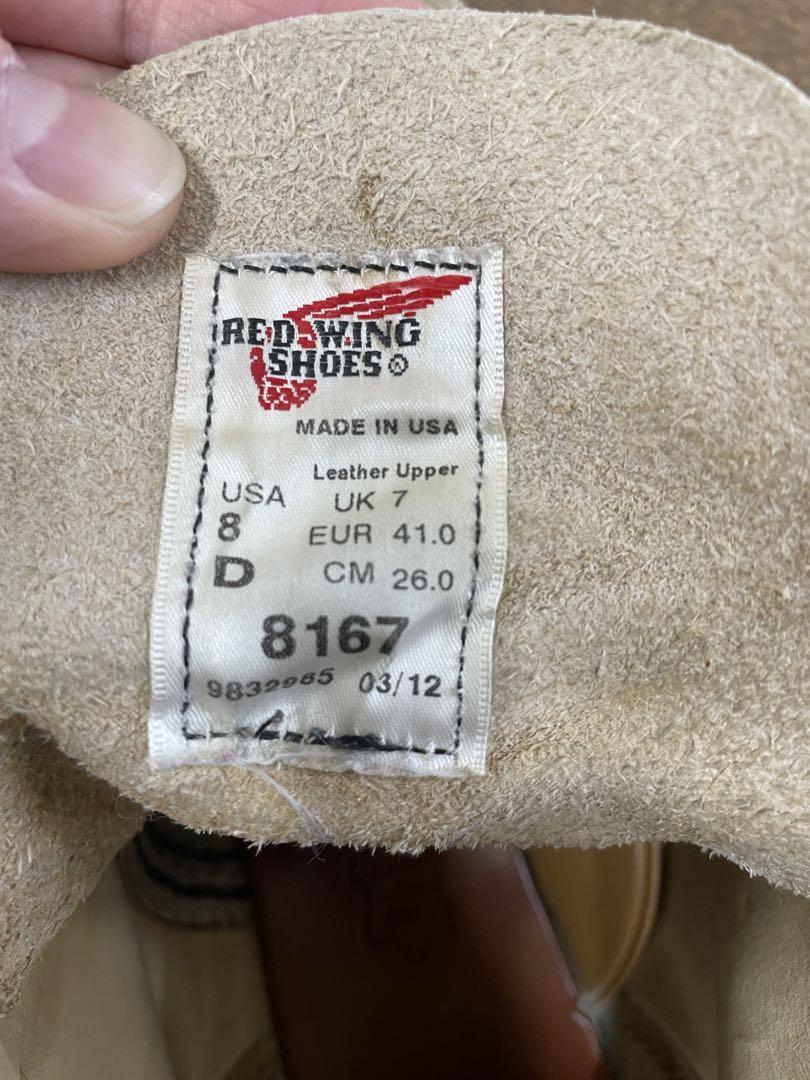 RED WING
SHOES®
MADE IN USA
Leather Upper
USA UK 7
8 EUR 41.0
D CM 26.0
8167
9832985 03/12